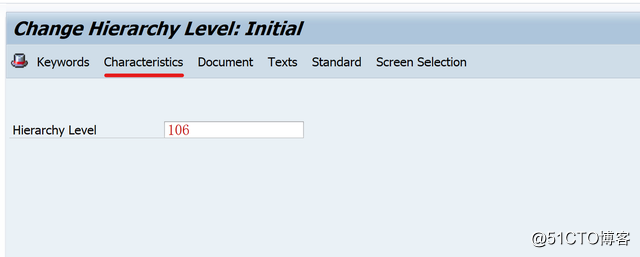 Change Hierarchy Level: Initial
Keywords Characteristics Document Texts Standard Screen Selection
Hierarchy Level 106
@51CTO博客